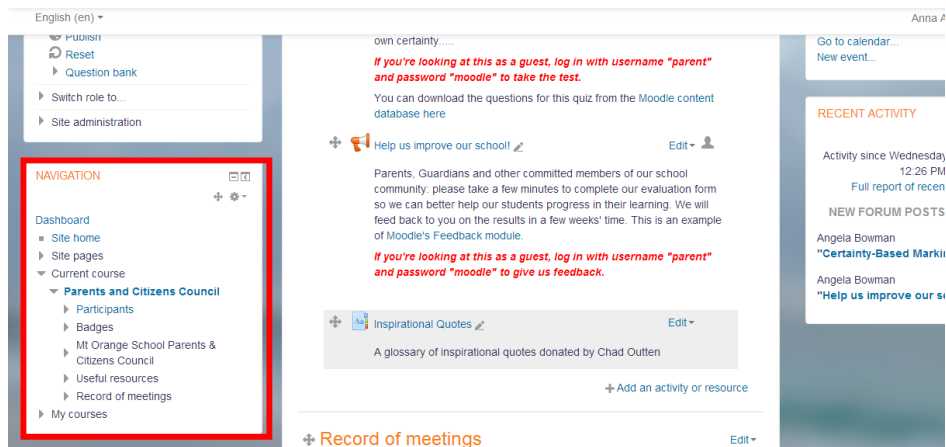 English (en)
Anna A
Publish
Reset
Question bank
Switch role to...
Site administration
NAVIGATION
Dashboard
Site home
Site pages
Current course
Parents and Citizens Council
Participants
Badges
Mt Orange School Parents &
Citizens Council
Useful resources
Record of meetings
My courses
own certainty.....
If you're looking at this as a guest, log in with username "parent"
and password "moodle" to take the test.
You can download the questions for this quiz from the Moodle content
database here
Help us improve our school!
Edit
Parents, Guardians and other committed members of our school
community: please take a few minutes to complete our evaluation form
so we can better help our students progress in their learning. We will
feed back to you on the results in a few weeks' time. This is an example
of Moodle's Feedback module.
If you're looking at this as a guest, log in with username "parent"
and password "moodle" to give us feedback.
Aa
Inspirational Quotes
Edit
A glossary of inspirational quotes donated by Chad Outten
Add an activity or resource
Record of meetings
Edit
Go to calendar...
New event...
RECENT ACTIVITY
Activity since Wednesday
12:26 PM
Full report of recen
NEW FORUM POSTS
Angela Bowman
"Certainty-Based Markin
Angela Bowman
"Help us improve our s